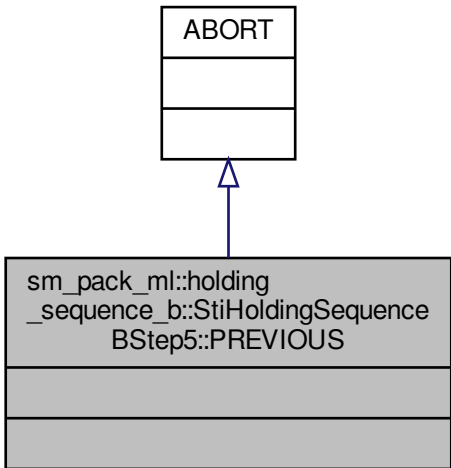 ABORT
sm_pack_ml::holding
_sequence_b::StiHoldingSequence
BStep5::PREVIOUS